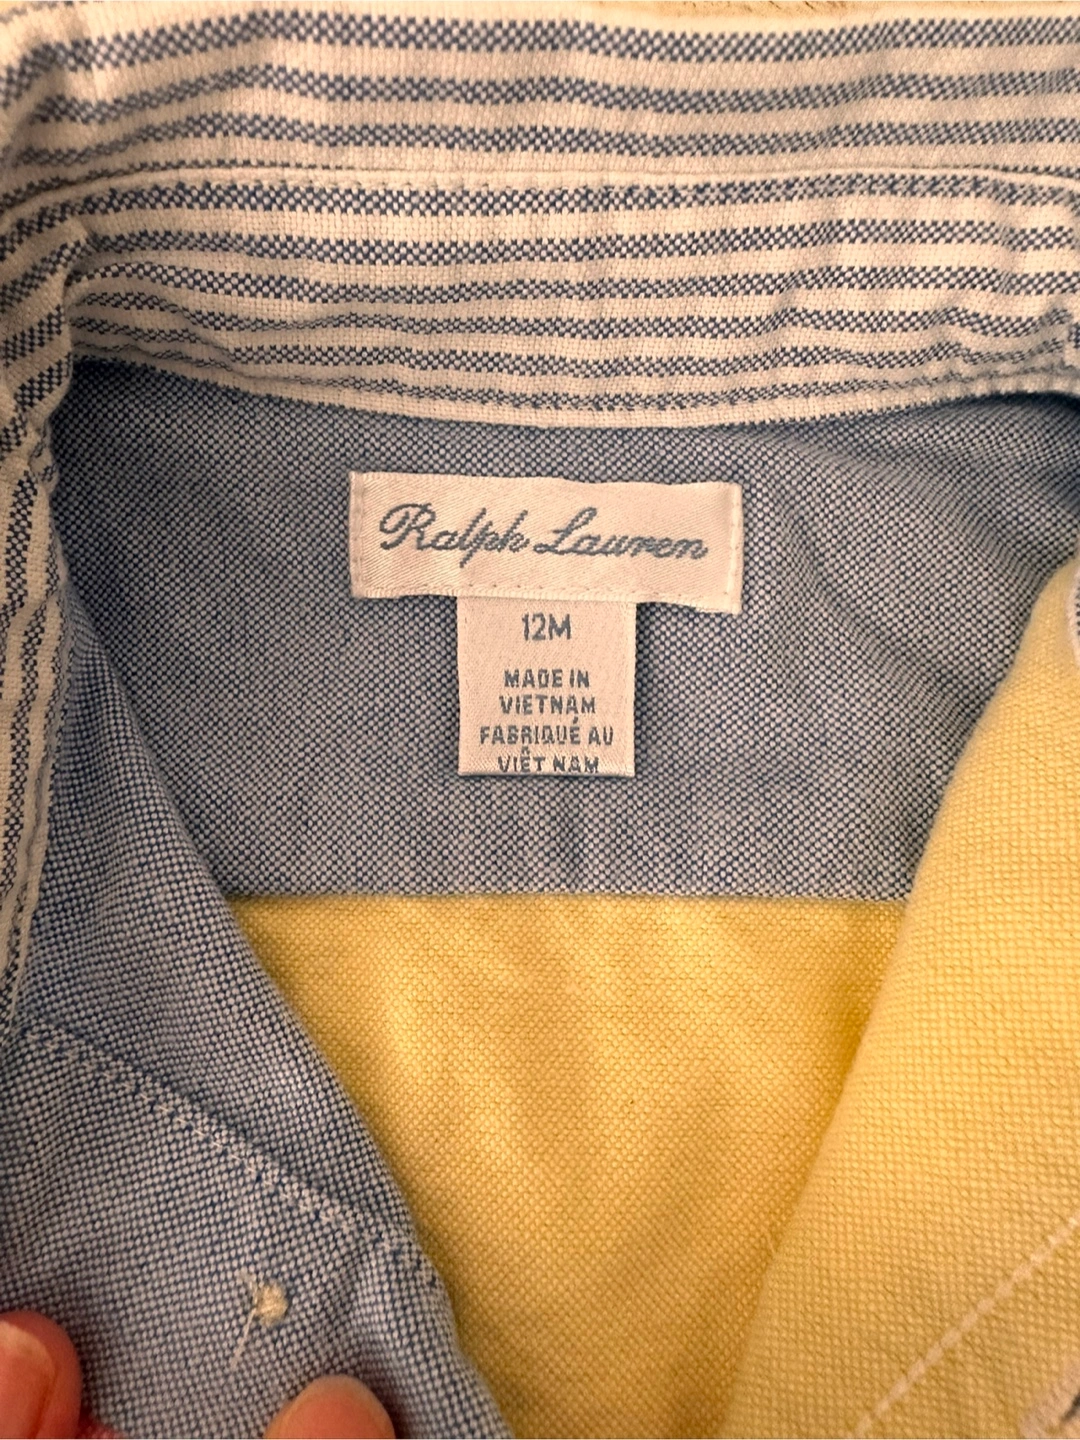 Ralph Lauren
12M
MADE IN
VIETNAM
FABRIQUÉ AU
VIÊT NAM